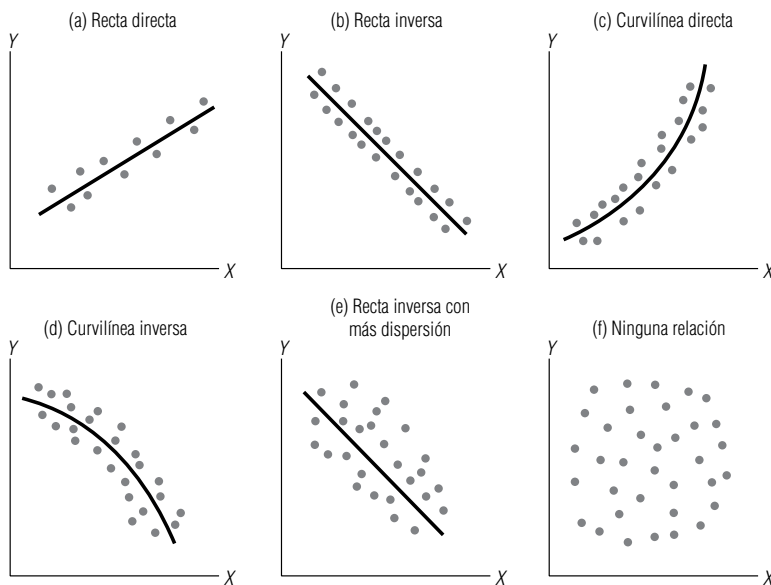 (a) Recta directa
Y
X
(b) Recta inversa
Y
X
(c) Curvilínea directa
Y
X
(d) Curvilínea inversa
Y
X
(e) Recta inversa con
más dispersión
Y
X
(f) Ninguna relación
Y
X